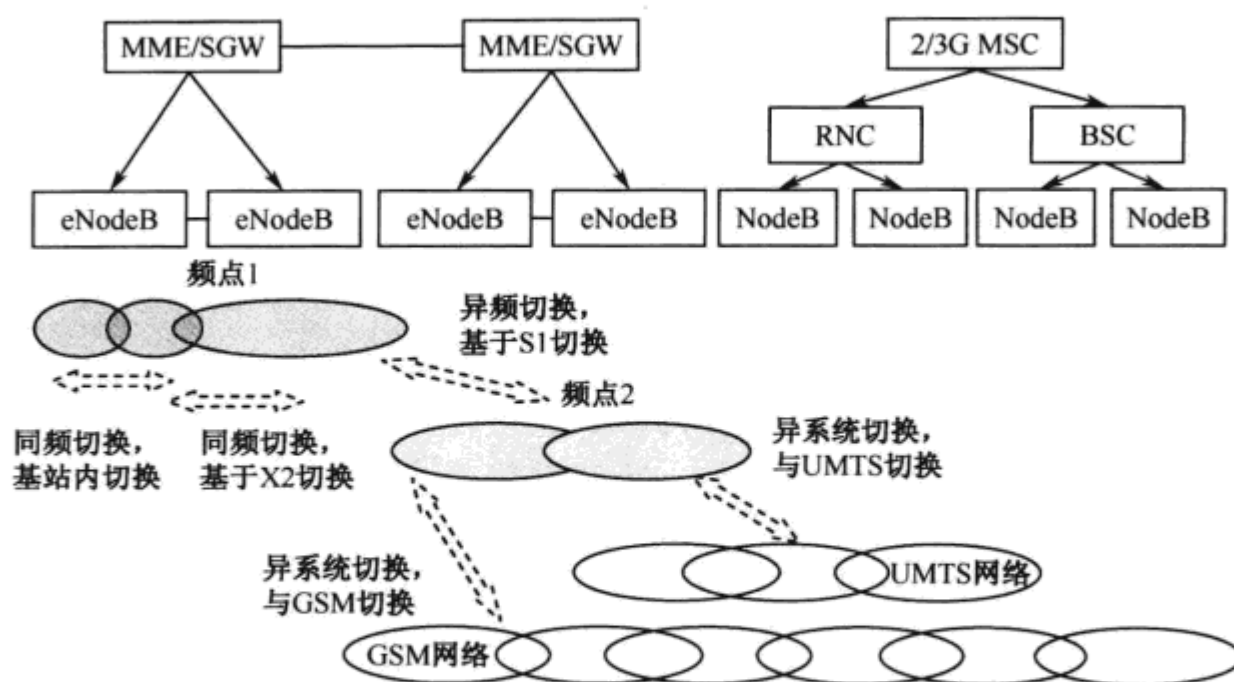 MME/SGW
MME/SGW
2/3G MSC
RNC
BSC
eNodeB
eNodeB
eNodeB
eNodeB
NodeB
NodeB
NodeB
NodeB
频点1
异频切换，
基于S1切换
频点2
同频切换，
基站内切换
同频切换，
基于X2切换
异系统切换，
与UMTS切换
异系统切换，
与GSM切换
UMTS网络
GSM网络